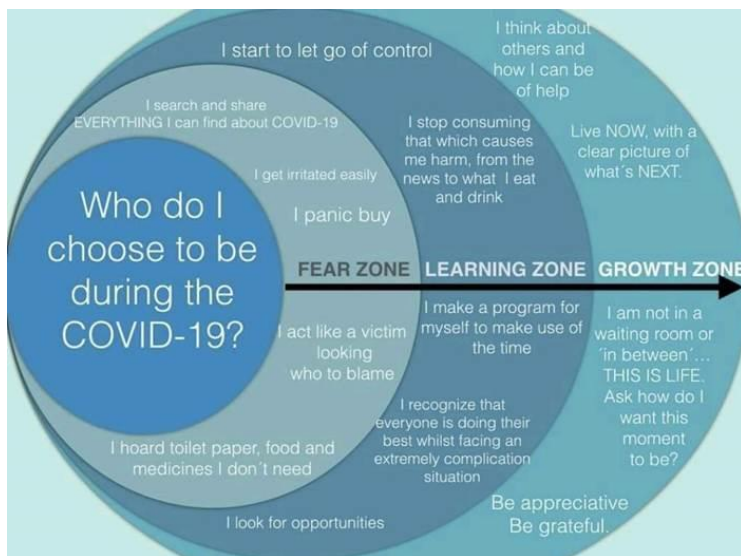 Who do I
choose to be
during the
COVID-19?
I search and share
EVERYTHING I can find about COVID-19
I get irritated easily
I panic buy
FEAR ZONE
I act like a victim
looking
who to blame
I hoard toilet paper, food and
medicines I don´t need
I start to let go of control
I stop consuming
that which causes
me harm, from the
news to what I eat
and drink
LEARNING ZONE
I make a program for
myself to make use of
the time
I recognize that
everyone is doing their
best whilst facing an
extremely complication
situation
I look for opportunities
I think about
others and
how I can be
of help
Live NOW, with a
clear picture of
what´s NEXT.
GROWTH ZONE
I am not in a
waiting room or
´in between´...
THIS IS LIFE.
Ask how do I
want this
moment
to be?
Be appreciative
Be grateful.